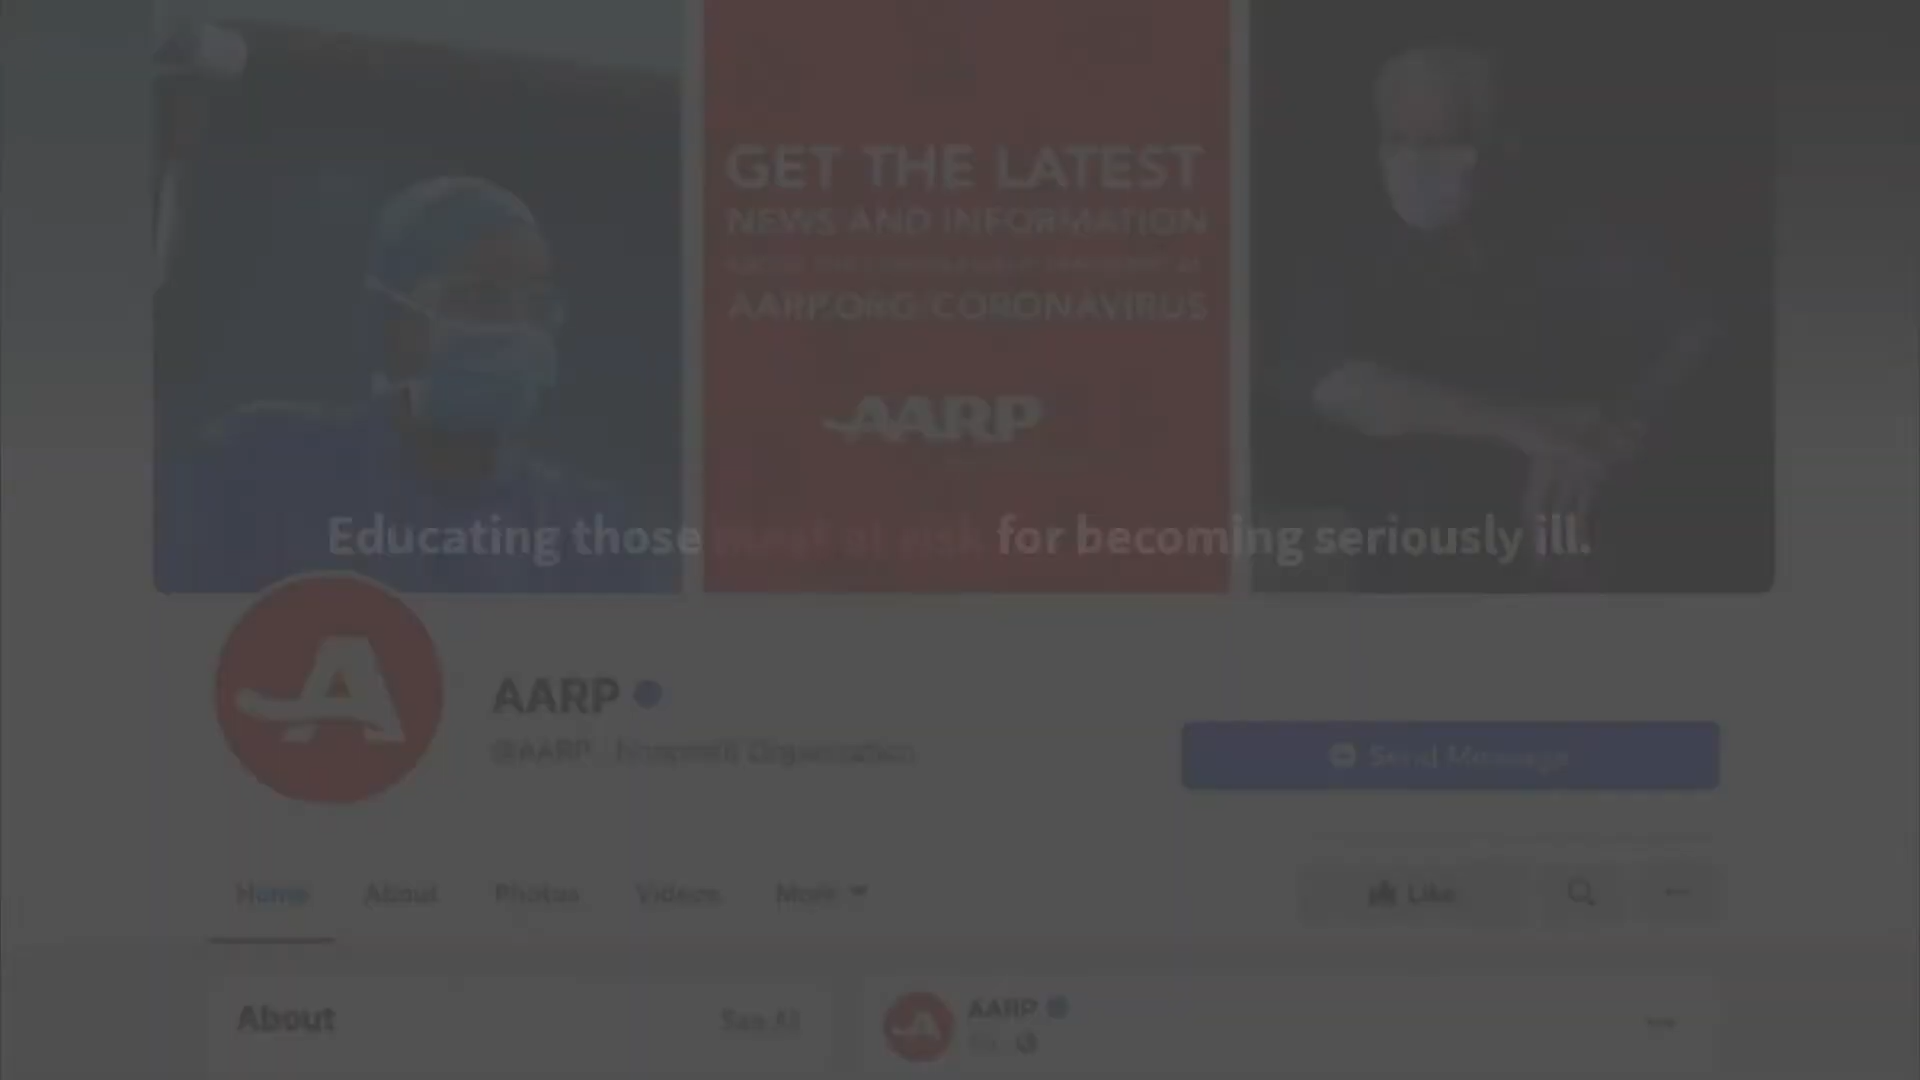 GET THE LATEST
NEWS AND INFORMATION
AARP.ORG/CORONAVIRUS
AARP
Educating those most at risk for becoming seriously ill.
A
AARP
@AARP · Nonprofit Organization
Send Message
Home About Photos Videos More
Like
About
See All
AARP